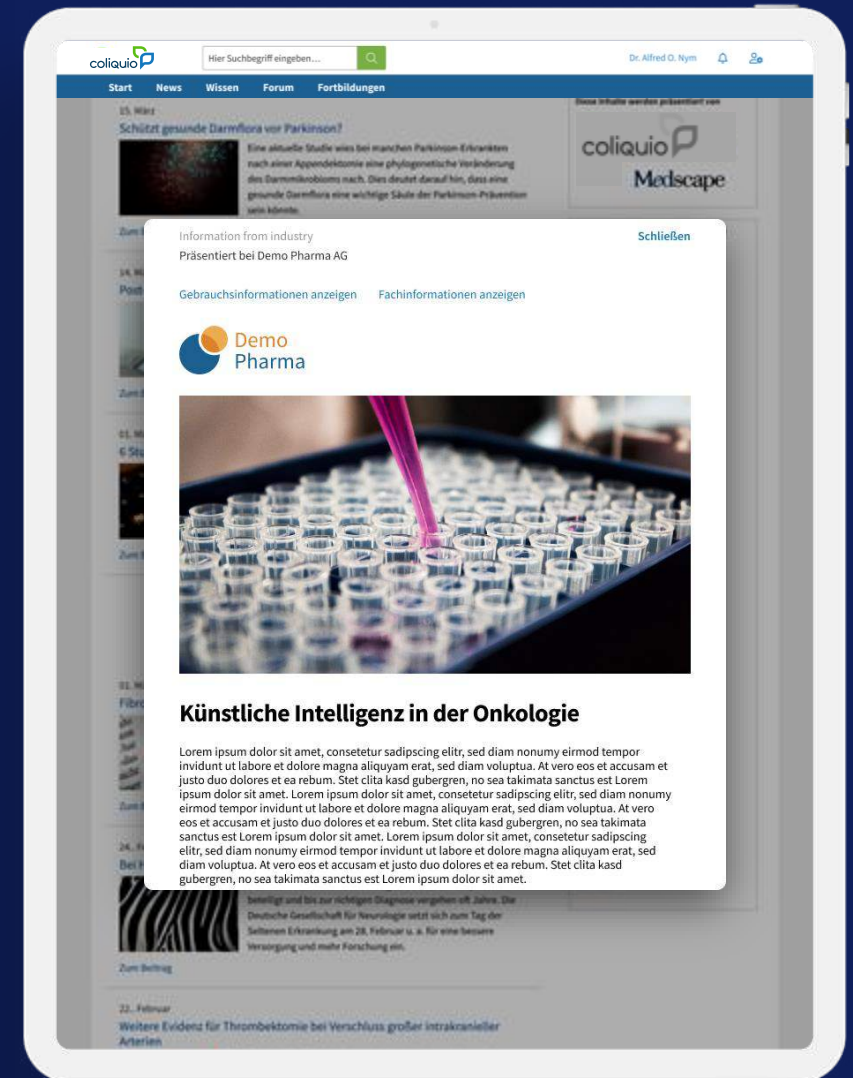 coliquio
Hier Suchbegriff eingeben...
Dr. Alfred O. Nym
Start News Wissen Forum Fortbildungen
15. März
Schützt gesunde Darmflora vor Parkinson?
Eine aktuelle Studie wies bei manchen Parkinson-Erkrankten
nach einer Appendektomie eine phylogenetische Veränderung
des Darmmikrobioms nach. Dies deutet darauf hin, dass eine
gesunde Darmflora eine wichtige Säule der Parkinson-Prävention
sein könnte.
Diese Inhalte werden präsentiert von
coliquio
Medscape
Zum
Information from industry
Schließen
Präsentiert bei Demo Pharma AG
Gebrauchsinformationen anzeigen Fachinformationen anzeigen
14.
Post
Demo
Pharma
Zum
01.
6
Zum
01.
Fibr
Künstliche Intelligenz in der Onkologie
Lorem ipsum dolor sit amet, consetetur sadipscing elitr, sed diam nonumy eirmod tempor
invidunt ut labore et dolore magna aliquyam erat, sed diam voluptua. At vero eos et accusam et
justo duo dolores et ea rebum. Stet clita kasd gubergren, no sea takimata sanctus est Lorem
ipsum dolor sit amet. Lorem ipsum dolor sit amet, consetetur sadipscing elitr, sed diam nonumy
eirmod tempor invidunt ut labore et dolore magna aliquyam erat, sed diam voluptua. At vero
eos et accusam et justo duo dolores et ea rebum. Stet clita kasd gubergren, no sea takimata
sanctus est Lorem ipsum dolor sit amet. Lorem ipsum dolor sit amet, consetetur sadipscing
elitr, sed diam nonumy eirmod tempor invidunt ut labore et dolore magna aliquyam erat, sed
diam voluptua. At vero eos et accusam et justo duo dolores et ea rebum. Stet clita kasd
gubergren, no sea takimata sanctus est Lorem ipsum dolor sit amet.
Zum
24.
Bei
beteiligt und bis zur richtigen Diagnose vergehen oft Jahre. Die
Deutsche Gesellschaft für Neurologie setzt sich zum Tag der
Seltenen Erkrankung am 28. Februar u. a. für eine bessere
Versorgung und mehr Forschung ein.
Zum Beitrag
22. Februar
Weitere Evidenz für Thrombektomie bei Verschluss großer intrakranieller
Arterien